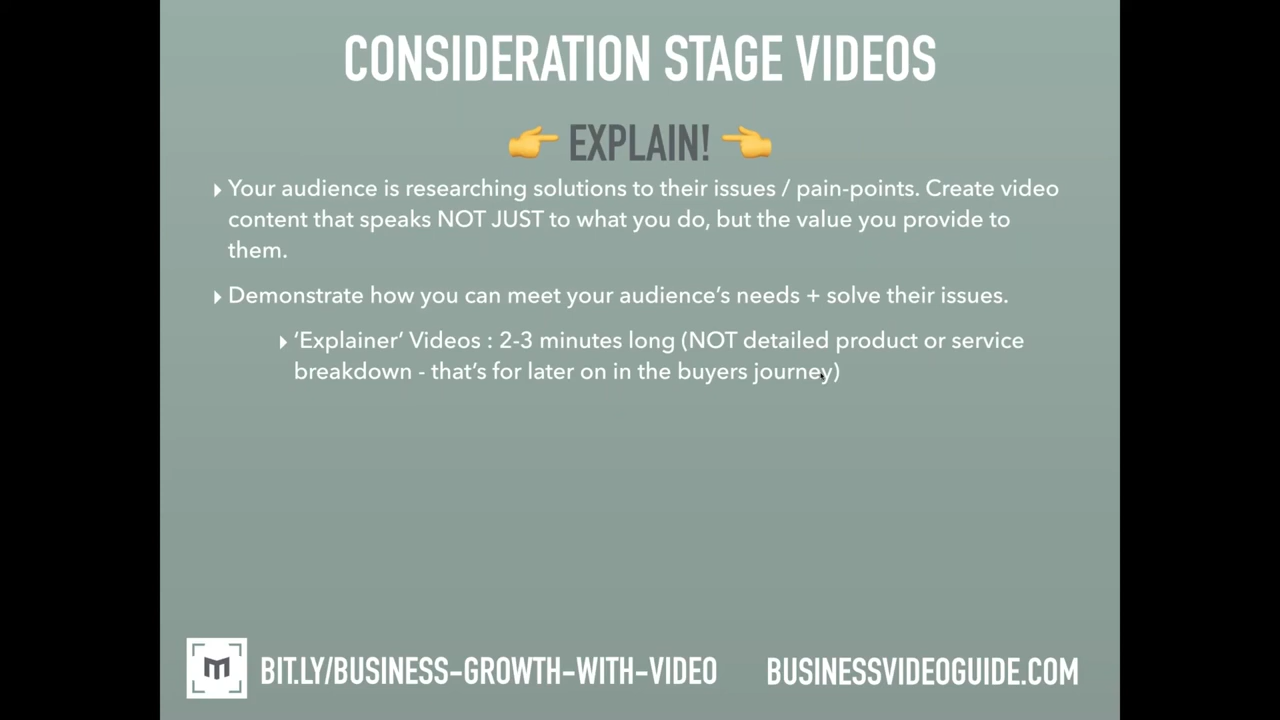 CONSIDERATION STAGE VIDEOS
👉 EXPLAIN! 👈
Your audience is researching solutions to their issues / pain-points. Create video
content that speaks NOT JUST to what you do, but the value you provide to
them.
Demonstrate how you can meet your audience’s needs + solve their issues.
‘Explainer’ Videos : 2-3 minutes long (NOT detailed product or service
breakdown - that’s for later on in the buyers journey)
M
BIT.LY/BUSINESS-GROWTH-WITH-VIDEO
BUSINESSVIDEOGUIDE.COM